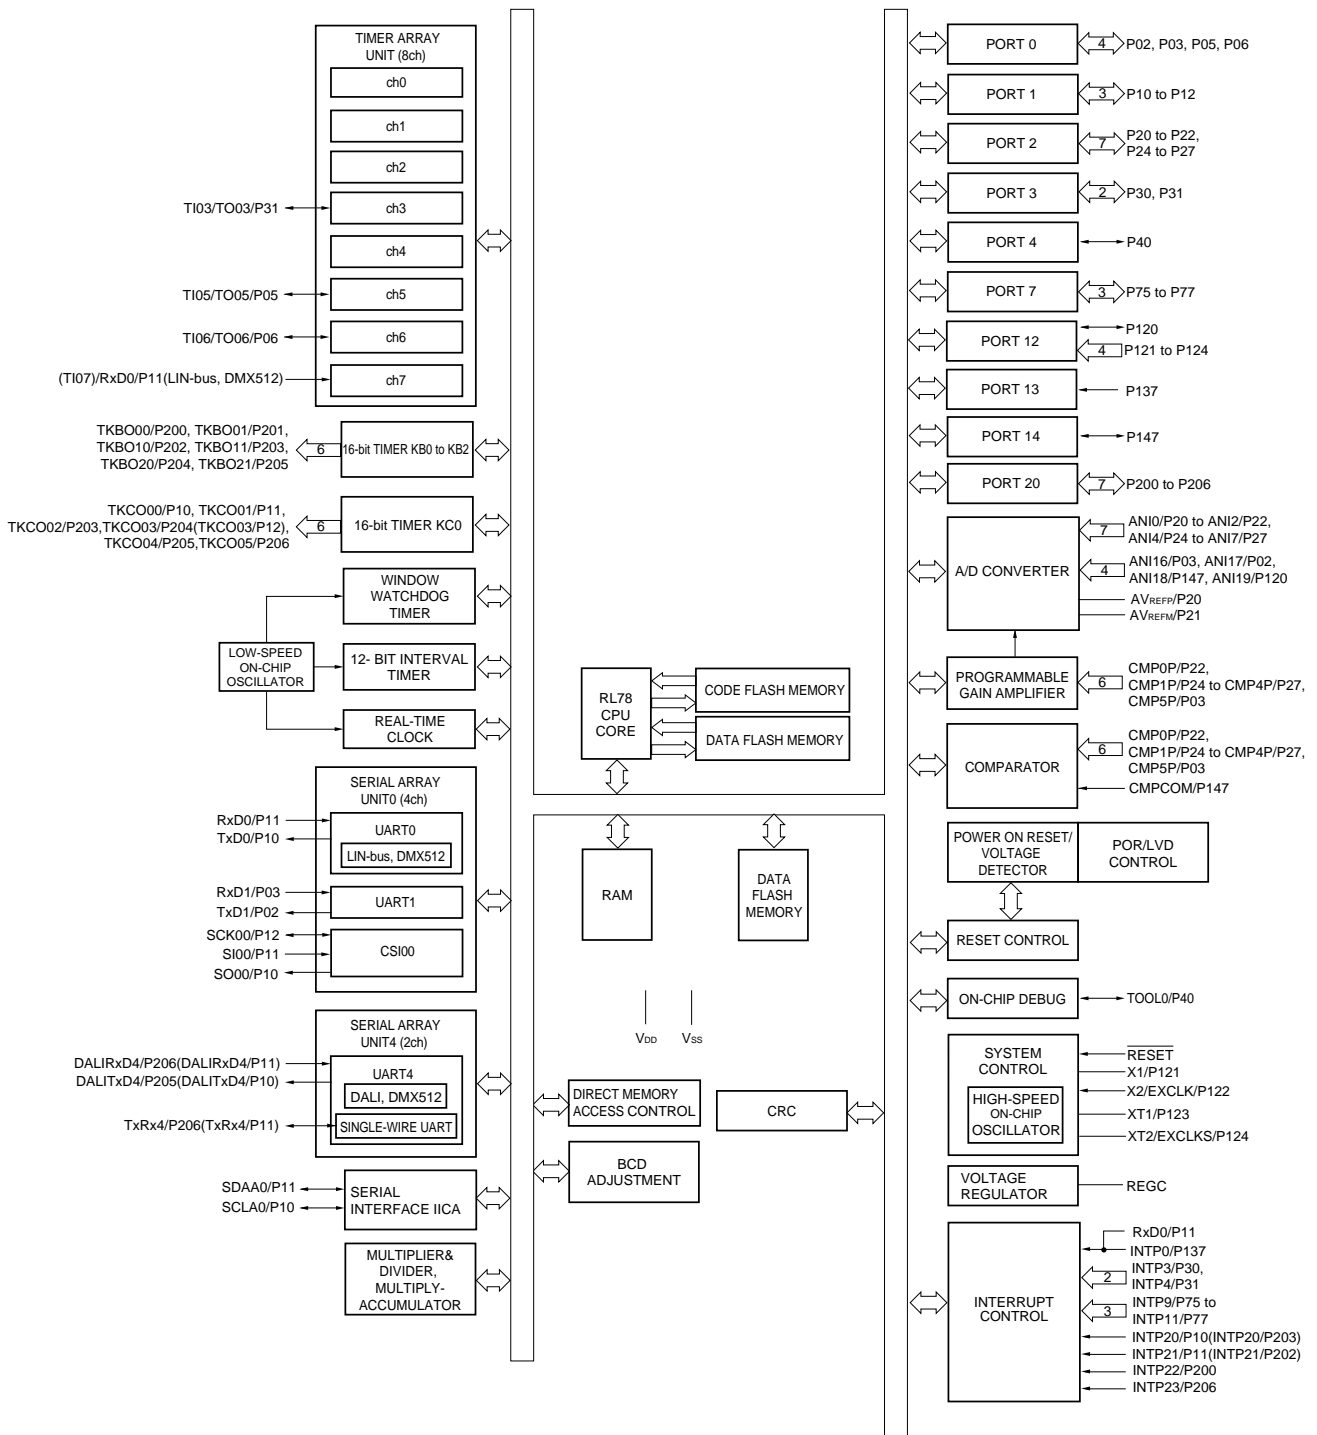 TIMER ARRAY
UNIT (8ch)
ch0
ch1
ch2
TI03/TO03/P31
ch3
ch4
TI05/TO05/P05
ch5
TI06/TO06/P06
ch6
(TI07)/RxD0/P11(LIN-bus, DMX512)
ch7
TKBO00/P200, TKBO01/P201,
TKBO10/P202, TKBO11/P203,
TKBO20/P204, TKBO21/P205
6
16-bit TIMER KB0 to KB2
TKCO00/P10, TKCO01/P11,
TKCO02/P203,TKCO03/P204(TKCO03/P12),
TKCO04/P205,TKCO05/P206
6
16-bit TIMER KC0
WINDOW
WATCHDOG
TIMER
LOW-SPEED
ON-CHIP
OSCILLATOR
12- BIT INTERVAL
TIMER
REAL-TIME
CLOCK
SERIAL ARRAY
UNIT0 (4ch)
RxD0/P11
TxD0/P10
UART0
LIN-bus, DMX512
RxD1/P03
TxD1/P02
UART1
SCK00/P12
SI00/P11
SO00/P10
CSI00
SERIAL ARRAY
UNIT4 (2ch)
DALIRxD4/P206(DALIRxD4/P11)
DALITxD4/P205(DALITxD4/P10)
UART4
DALI, DMX512
TxRx4/P206(TxRx4/P11)
SINGLE-WIRE UART
SDAA0/P11
SCLA0/P10
SERIAL
INTERFACE IICA
MULTIPLIER&
DIVIDER,
MULTIPLY-
ACCUMULATOR
RL78
CPU
CORE
CODE FLASH MEMORY
DATA FLASH MEMORY
RAM
DATA
FLASH
MEMORY
VDD
VSS
DIRECT MEMORY
ACCESS CONTROL
CRC
BCD
ADJUSTMENT
PORT 0
4
P02, P03, P05, P06
PORT 1
3
P10 to P12
PORT 2
7
P20 to P22,
P24 to P27
PORT 3
2
P30, P31
PORT 4
P40
PORT 7
3
P75 to P77
PORT 12
P120
4
P121 to P124
PORT 13
P137
PORT 14
P147
PORT 20
7
P200 to P206
A/D CONVERTER
7
ANI0/P20 to ANI2/P22,
ANI4/P24 to ANI7/P27
4
ANI16/P03, ANI17/P02,
ANI18/P147, ANI19/P120
AVREFP/P20
AVREFM/P21
PROGRAMMABLE
GAIN AMPLIFIER
6
CMP0P/P22,
CMP1P/P24 to CMP4P/P27,
CMP5P/P03
COMPARATOR
6
CMP0P/P22,
CMP1P/P24 to CMP4P/P27,
CMP5P/P03
CMPCOM/P147
POWER ON RESET/
VOLTAGE
DETECTOR
POR/LVD
CONTROL
RESET CONTROL
ON-CHIP DEBUG
TOOL0/P40
SYSTEM
CONTROL
HIGH-SPEED
ON-CHIP
OSCILLATOR
RESET
X1/P121
X2/EXCLK/P122
XT1/P123
XT2/EXCLKS/P124
VOLTAGE
REGULATOR
REGC
INTERRUPT
CONTROL
RxD0/P11
INTP0/P137
2
INTP3/P30,
INTP4/P31
3
INTP9/P75 to
INTP11/P77
INTP20/P10(INTP20/P203)
INTP21/P11(INTP21/P202)
INTP22/P200
INTP23/P206